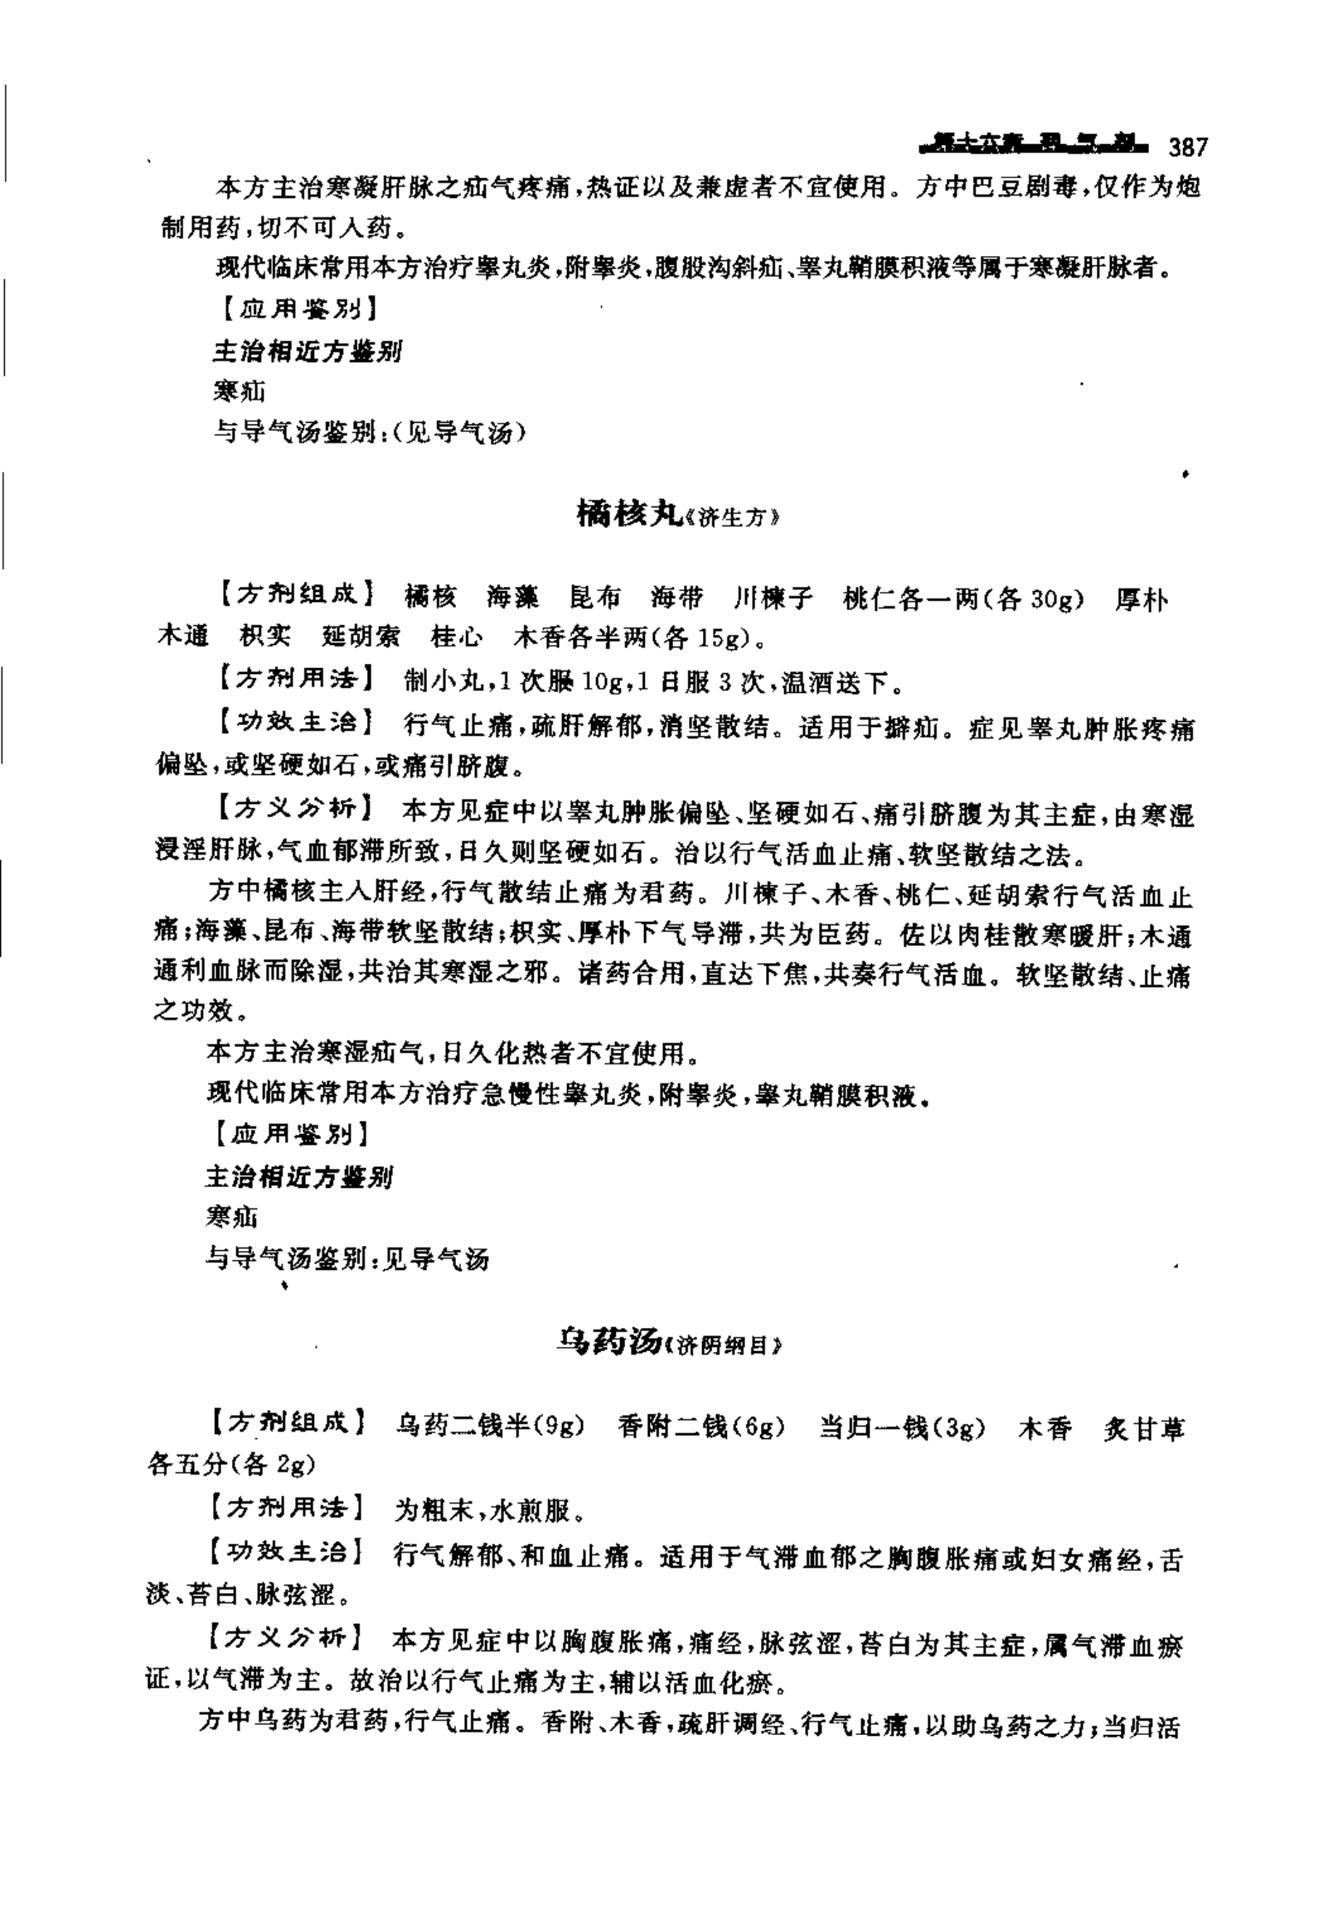 第十六章 理气剂 387
本方主治寒凝肝脉之疝气疼痛,热证以及兼虚者不宜使用。方中巴豆剧毒,仅作为炮
制用药,切不可入药。
现代临床常用本方治疗睾丸炎,附睾炎,腹股沟斜疝、睾丸鞘膜积液等属于寒凝肝脉者。
【应用鉴别】
主治相近方鉴别
寒疝
与导气汤鉴别:(见导气汤)
橘核丸《济生方》
【方剂组成】 橘核 海藻 昆布 海带 川楝子 桃仁各一两(各30g) 厚朴
木通 枳实 延胡索 桂心 木香各半两(各15g)。
【方剂用法】 制小丸,1次服10g,1日服3次,温酒送下。
【功效主治】 行气止痛,疏肝解郁,消坚散结。适用于㿗疝。症见睾丸肿胀疼痛
偏坠,或坚硬如石,或痛引脐腹。
【方义分析】 本方见症中以睾丸肿胀偏坠、坚硬如石、痛引脐腹为其主症,由寒湿
浸淫肝脉,气血郁滞所致,日久则坚硬如石。治以行气活血止痛、软坚散结之法。
方中橘核主入肝经,行气散结止痛为君药。川楝子、木香、桃仁、延胡索行气活血止
痛;海藻、昆布、海带软坚散结;枳实、厚朴下气导滞,共为臣药。佐以肉桂散寒暖肝;木通
通利血脉而除湿,共治其寒湿之邪。诸药合用,直达下焦,共奏行气活血。软坚散结、止痛
之功效。
本方主治寒湿疝气,日久化热者不宜使用。
现代临床常用本方治疗急慢性睾丸炎,附睾炎,睾丸鞘膜积液。
【应用鉴别】
主治相近方鉴别
寒疝
与导气汤鉴别:见导气汤
乌药汤《济阴纲目》
【方剂组成】 乌药二钱半(9g) 香附二钱(6g) 当归一钱(3g) 木香 炙甘草
各五分(各2g)
【方剂用法】 为粗末,水煎服。
【功效主治】 行气解郁、和血止痛。适用于气滞血郁之胸腹胀痛或妇女痛经,舌
淡、苔白、脉弦涩。
【方义分析】 本方见症中以胸腹胀痛,痛经,脉弦涩,苔白为其主症,属气滞血瘀
证,以气滞为主。故治以行气止痛为主,辅以活血化瘀。
方中乌药为君药,行气止痛。香附、木香,疏肝调经、行气止痛,以助乌药之力;当归活